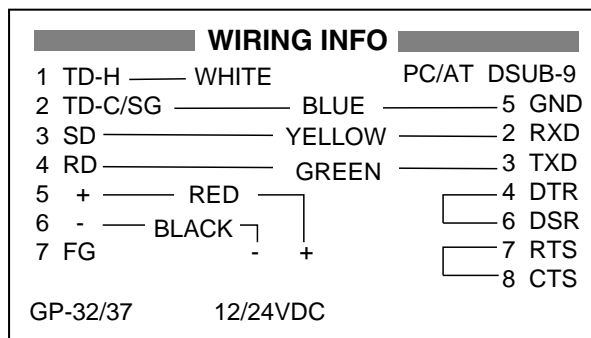 WIRING INFO
1 TD-H WHITE PC/AT DSUB-9
2 TD-C/SG BLUE 5 GND
3 SD YELLOW 2 RXD
4 RD GREEN 3 TXD
5 + RED 4 DTR
6 - BLACK 6 DSR
7 FG - + 7 RTS
8 CTS
GP-32/37 12/24VDC